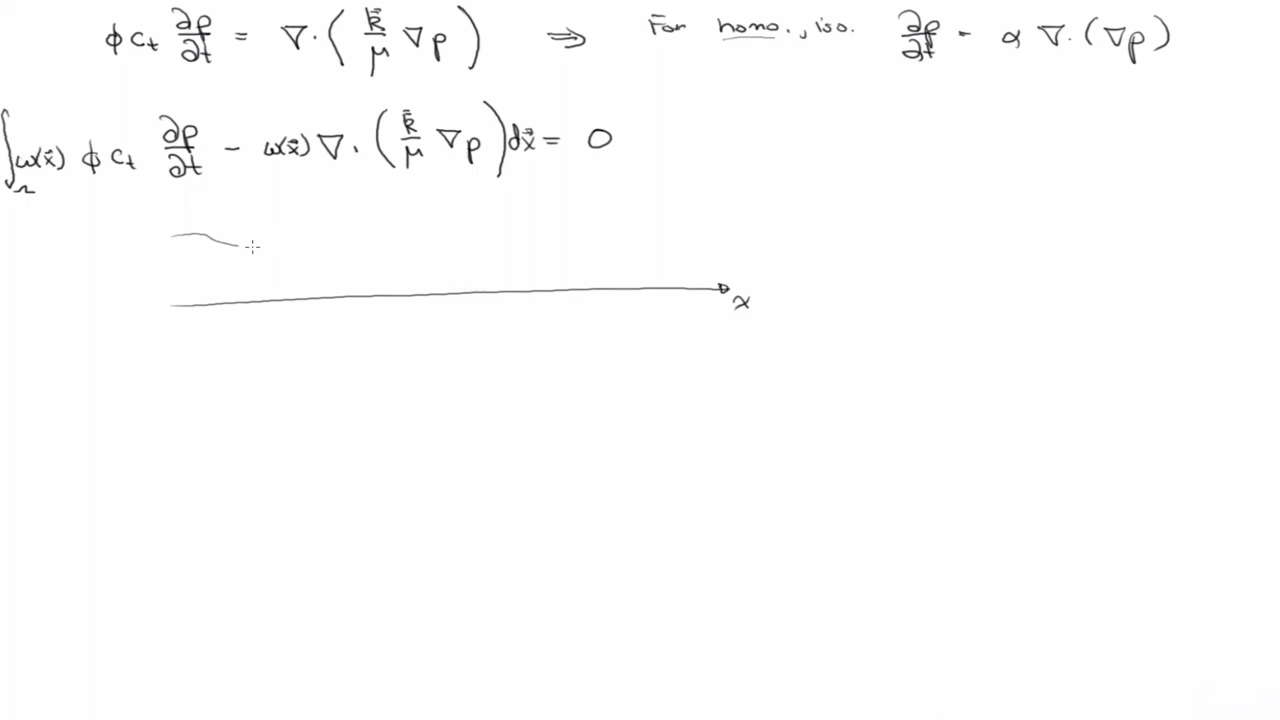 ϕ c_t ∂p/∂t = ∇·( k̄/μ ∇p ) ⇒ For homo., iso. ∂p/∂t - α ∇·(∇p)
∫_Ω w(x⃗) ϕ c_t ∂p/∂t - w(x⃗) ∇·( k̄/μ ∇p ) dx⃗ = 0
x